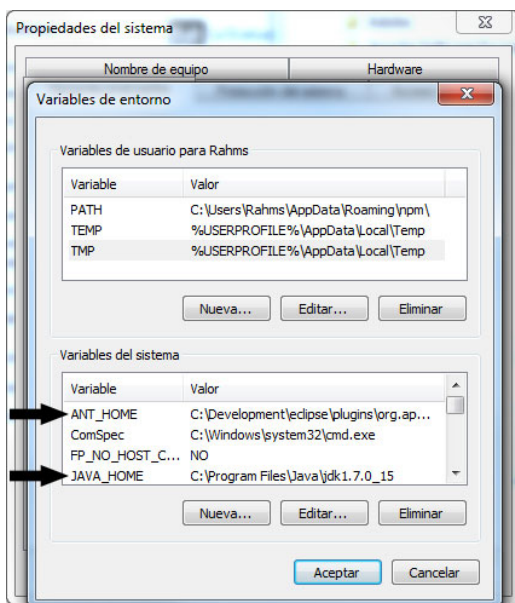 Propiedades del sistema
Nombre de equipo Hardware
Variables de entorno
Variables de usuario para Rahms
Variable Valor
PATH C:\Users\Rahms\AppData\Roaming\npm\
TEMP %USERPROFILE%\AppData\Local\Temp
TMP %USERPROFILE%\AppData\Local\Temp
Nueva... Editar... Eliminar
Variables del sistema
Variable Valor
ANT_HOME C:\Development\eclipse\plugins\org.ap...
ComSpec C:\Windows\system32\cmd.exe
FP_NO_HOST_C... NO
JAVA_HOME C:\Program Files\Java\jdk1.7.0_15
Nueva... Editar... Eliminar
Aceptar Cancelar